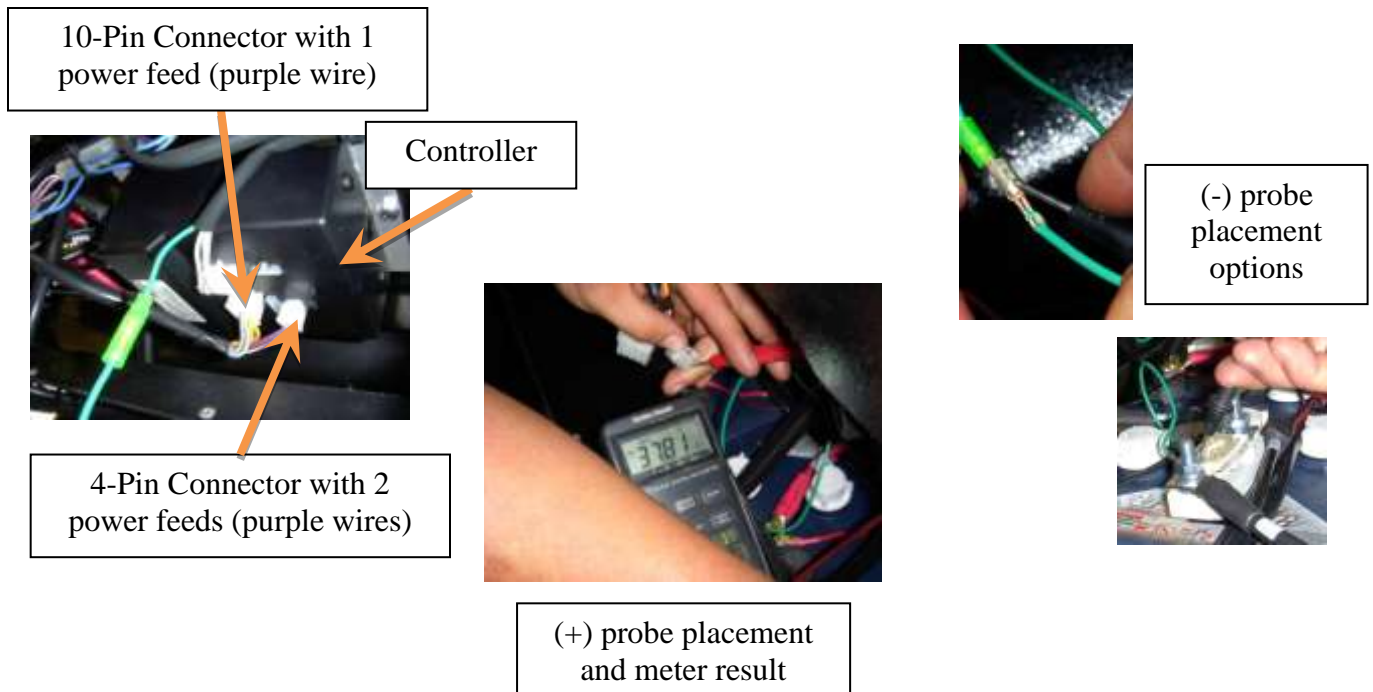 10-Pin Connector with 1
power feed (purple wire)
Controller
4-Pin Connector with 2
power feeds (purple wires)
37.81
(+) probe placement
and meter result
(-) probe
placement
options